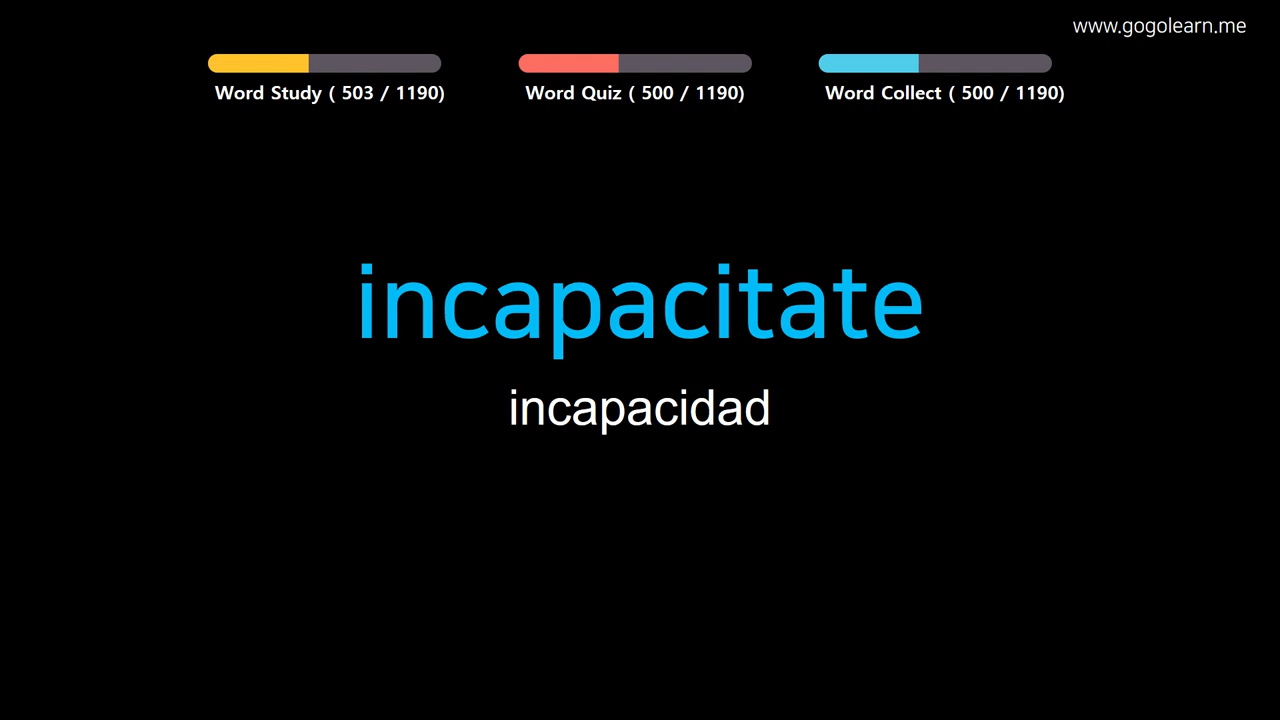 www.gogolearn.me
Word Study ( 503 / 1190)
Word Quiz ( 500 / 1190)
Word Collect ( 500 / 1190)
incapacitate
incapacidad